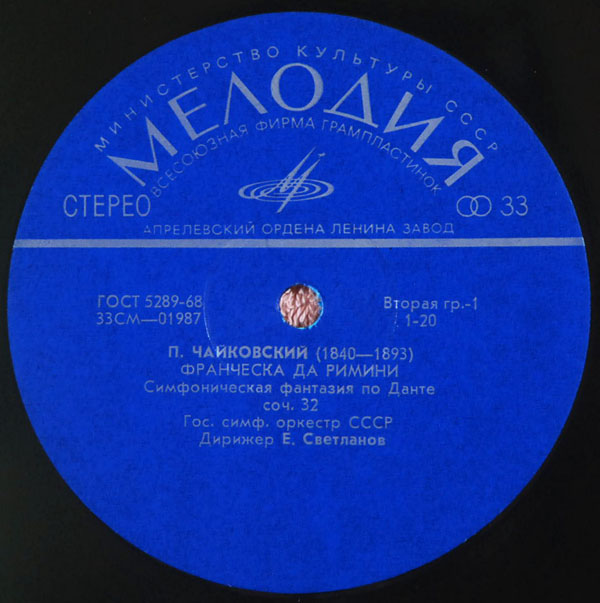 МИНИСТЕРСТВО КУЛЬТУРЫ СССР
МЕЛОДИЯ
ВСЕСОЮЗНАЯ ФИРМА ГРАМПЛАСТИНОК
СТЕРЕО
33
АПРЕЛЕВСКИЙ ОРДЕНА ЛЕНИНА ЗАВОД
ГОСТ 5289-68
Вторая гр.-1
33СМ—01987
1-20
П. ЧАЙКОВСКИЙ (1840—1893)
ФРАНЧЕСКА ДА РИМИНИ
Симфоническая фантазия по Данте
соч. 32
Гос. симф. оркестр СССР
Дирижер Е. Светланов